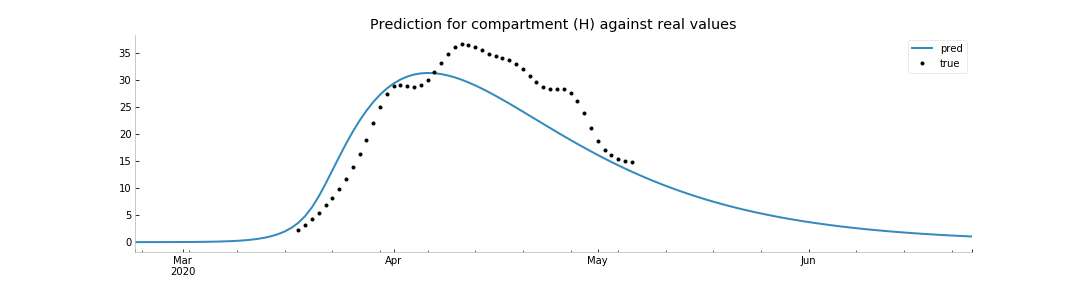 Prediction for compartment (H) against real values
pred
true
35
30
25
20
15
10
5
0
Mar
2020
Apr
May
Jun